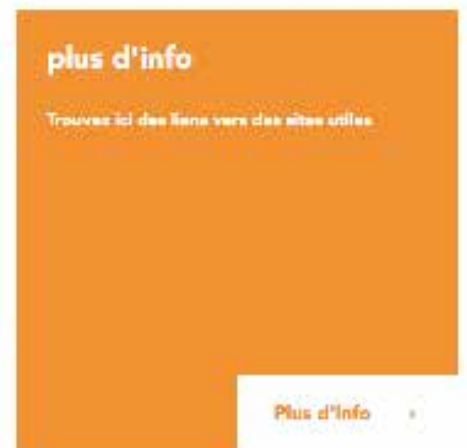 plus d'info
Trouvez ici des liens vers des sites utiles
Plus d'info